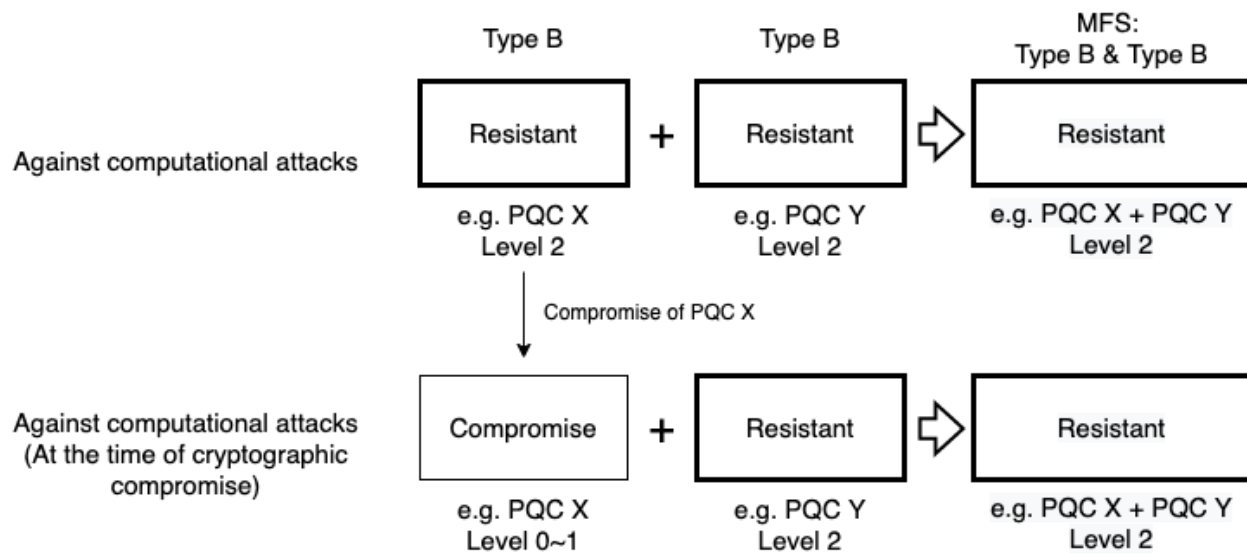 Type B
Type B
MFS:
Type B & Type B
Against computational attacks
Resistant
+
Resistant
Resistant
e.g. PQC X
Level 2
e.g. PQC Y
Level 2
e.g. PQC X + PQC Y
Level 2
Compromise of PQC X
Against computational attacks
(At the time of cryptographic
compromise)
Compromise
+
Resistant
Resistant
e.g. PQC X
Level 0~1
e.g. PQC Y
Level 2
e.g. PQC X + PQC Y
Level 2